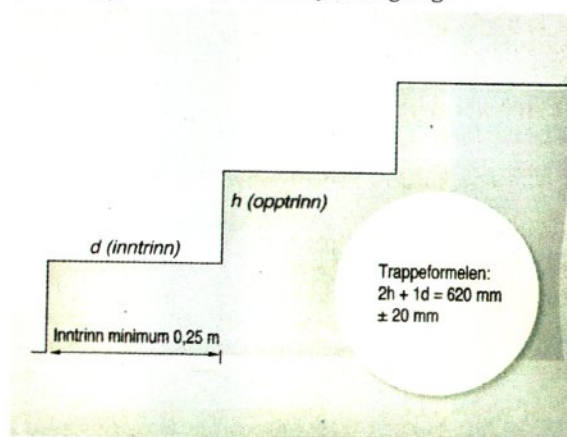 h (opptrinn)
d (inntrinn)
Inntrinn minimum 0,25 m
Trappeformelen:
2h + 1d = 620 mm
± 20 mm